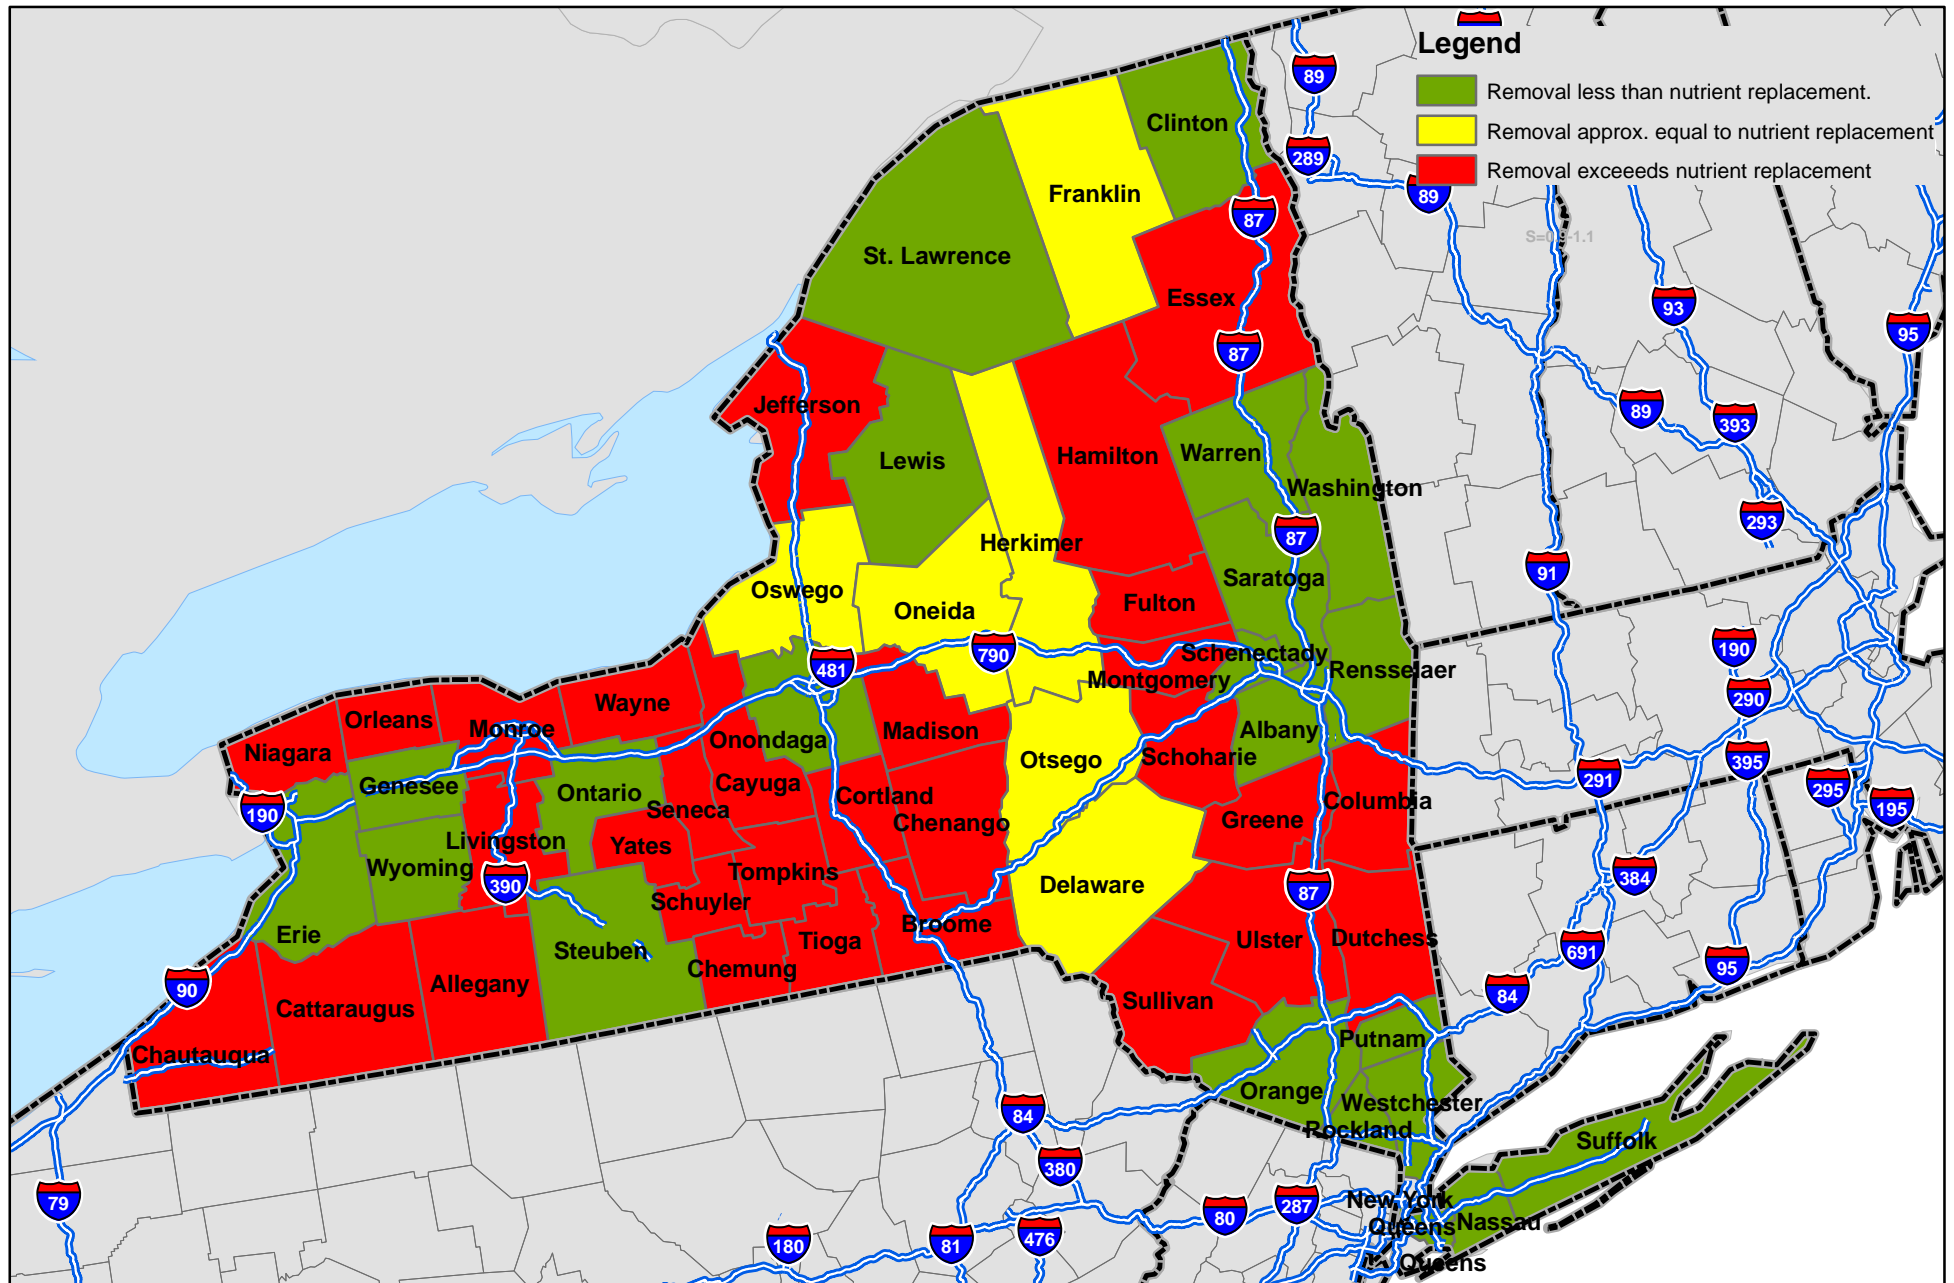 Legend
89
Removal less than nutrient replacement.
Clinton
Removal approx. equal to nutrient replacement
289
Removal exceeeds nutrient replacement
Franklin
89
87
St. Lawrence
Essex
93
95
87
Jefferson
89
393
Warren
Hamilton
Lewis
Washington
293
87
Herkimer
91
Saratoga
Oswego
Fulton
Oneida
190
790
Schenectady
481
Rensselaer
Montgomery
290
Wayne
Orleans
Monroe
Madison
Albany
Onondaga
Niagara
Schoharie
Otsego
395
291
Cayuga
Genesee
Ontario
295
Cortland
Columbia
195
Seneca
190
Chenango
Greene
Livingston
Yates
Wyoming
Tompkins
384
390
Delaware
87
Schuyler
Broome
Erie
Ulster
Dutchess
Tioga
Steuben
691
Chemung
95
Allegany
90
84
Sullivan
Cattaraugus
Putnam
Chautauqua
Orange
Westchester
84
Rockland
Suffolk
380
79
New York
287
80
Nassau
Queens
476
180
81
Queens